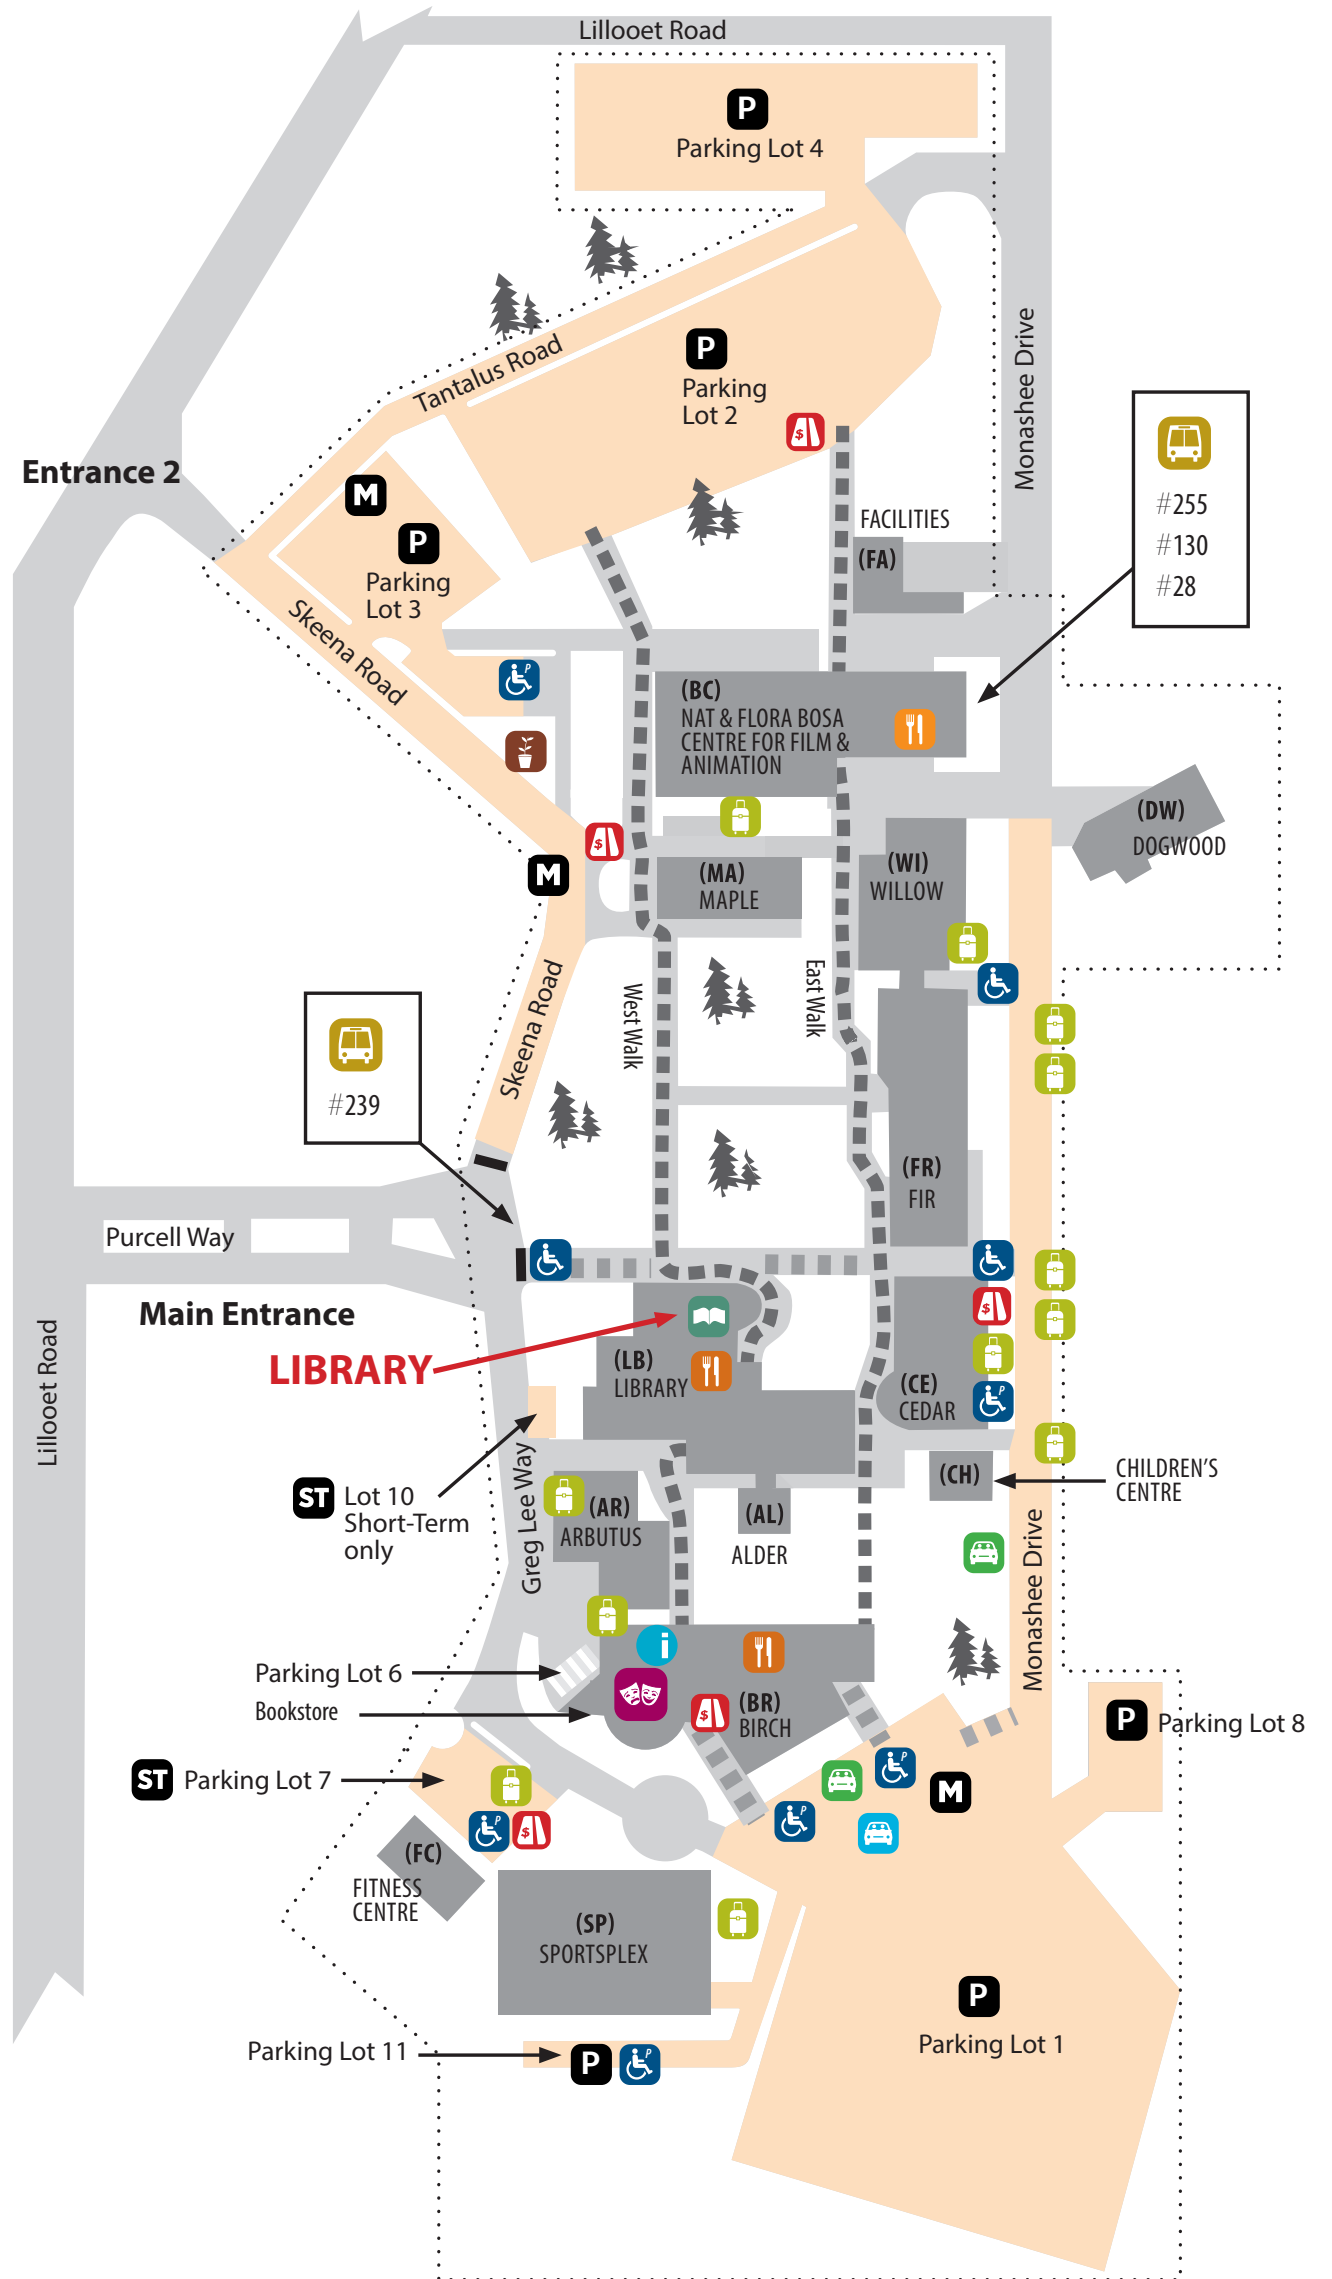 Lillooet Road
P
Parking Lot 4
Tantalus Road
P
Parking
Lot 2
$
Monashee Drive
Entrance 2
M
P
Parking
Lot 3
Skeena Road
FACILITIES
(FA)
#255
#130
#28
P
(BC)
NAT & FLORA BOSA
CENTRE FOR FILM &
ANIMATION
(DW)
DOGWOOD
$
M
(MA)
MAPLE
(WI)
WILLOW
West Walk
East Walk
Skeena Road
#239
(FR)
FIR
Purcell Way
Main Entrance
LIBRARY
Lillooet Road
$
(LB)
LIBRARY
(CE)
CEDAR
P
(CH)
CHILDREN'S
CENTRE
ST
Lot 10
Short-Term
only
Greg Lee Way
(AR)
ARBUTUS
(AL)
ALDER
Monashee Drive
i
Parking Lot 6
Bookstore
$
(BR)
BIRCH
P
Parking Lot 8
ST
Parking Lot 7
P
$
P
P
M
(FC)
FITNESS
CENTRE
(SP)
SPORTSPLEX
P
Parking Lot 1
Parking Lot 11
P
P